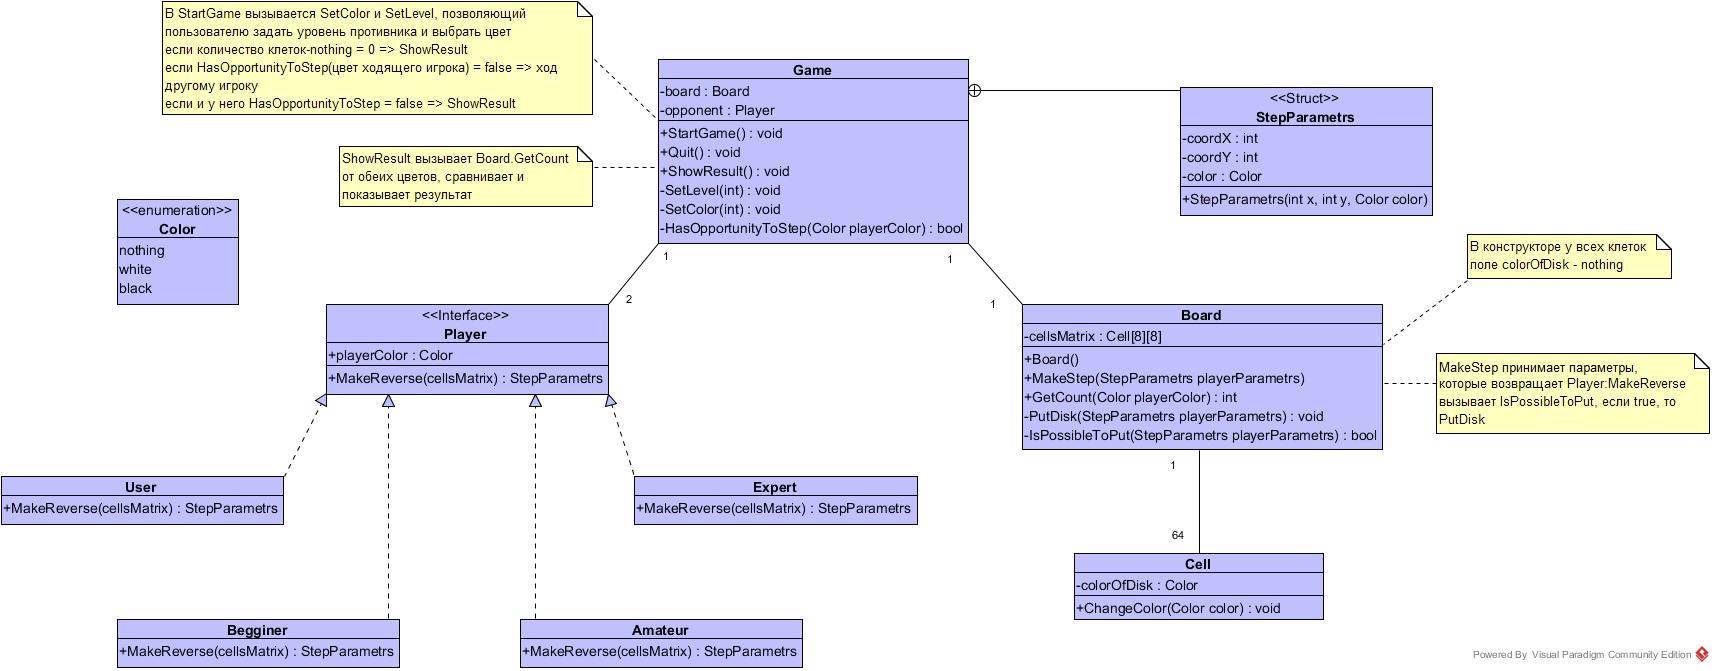 В StartGame вызывается SetColor и SetLevel, позволяющий
пользователю задать уровень противника и выбрать цвет
если количество клеток-nothing = 0 => ShowResult
если HasOpportunityToStep(цвет ходящего игрока) = false => ход
другому игроку
если и у него HasOpportunityToStep = false => ShowResult
Game
-board : Board
-opponent : Player
+StartGame() : void
+Quit() : void
+ShowResult() : void
-SetLevel(int) : void
-SetColor(int) : void
-HasOpportunityToStep(Color playerColor) : bool
<<Struct>>
StepParametrs
-coordX : int
-coordY : int
-color : Color
+StepParametrs(int x, int y, Color color)
ShowResult вызывает Board.GetCount
от обеих цветов, сравнивает и
показывает результат
<<enumeration>>
Color
nothing
white
black
В конструкторе у всех клеток
поле colorOfDisk - nothing
1
2
1
1
<<Interface>>
Player
+playerColor : Color
+MakeReverse(cellsMatrix) : StepParametrs
Board
-cellsMatrix : Cell[8][8]
+Board()
+MakeStep(StepParametrs playerParametrs)
+GetCount(Color playerColor) : int
-PutDisk(StepParametrs playerParametrs) : void
-IsPossibleToPut(StepParametrs playerParametrs) : bool
MakeStep принимает параметры,
которые возвращает Player:MakeReverse
вызывает IsPossibleToPut, если true, то
PutDisk
1
64
User
+MakeReverse(cellsMatrix) : StepParametrs
Expert
+MakeReverse(cellsMatrix) : StepParametrs
Cell
-colorOfDisk : Color
+ChangeColor(Color color) : void
Begginer
+MakeReverse(cellsMatrix) : StepParametrs
Amateur
+MakeReverse(cellsMatrix) : StepParametrs
Powered By Visual Paradigm Community Edition